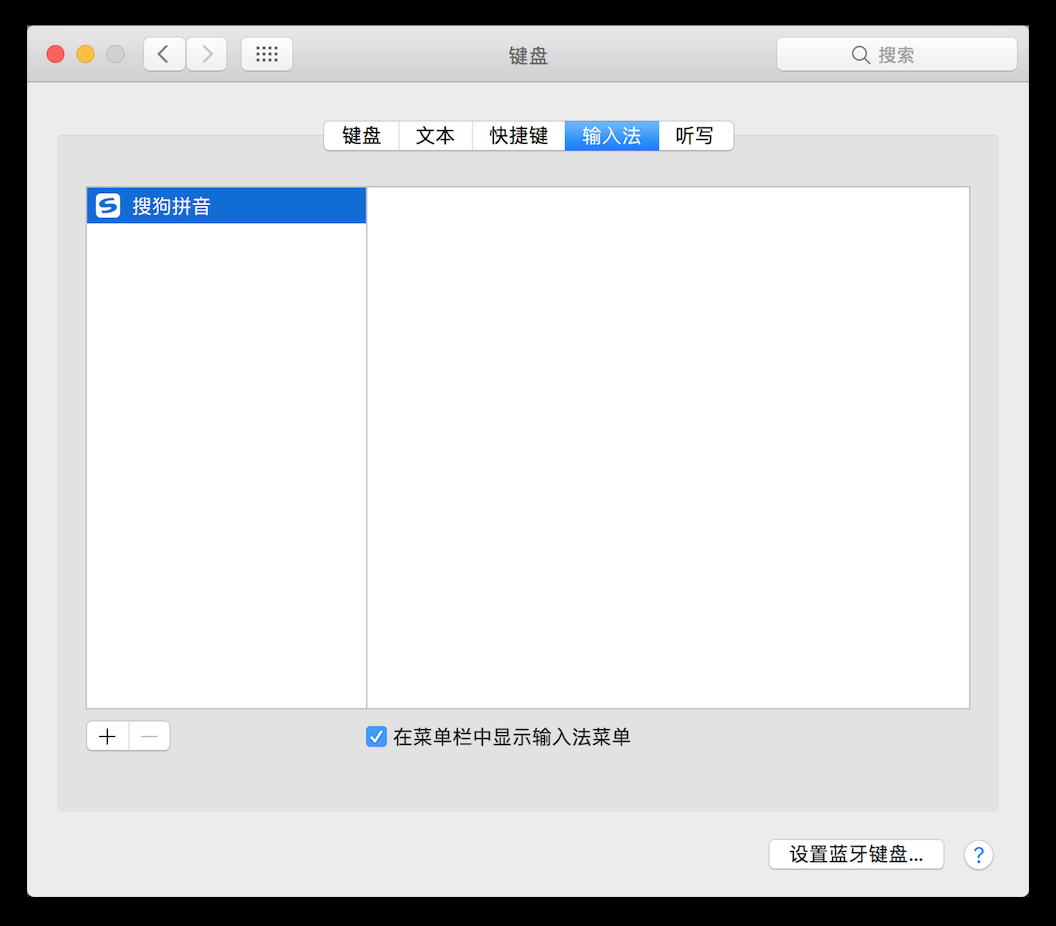 键盘
搜索
键盘 文本 快捷键 输入法 听写
搜狗拼音
在菜单栏中显示输入法菜单
设置蓝牙键盘... ?